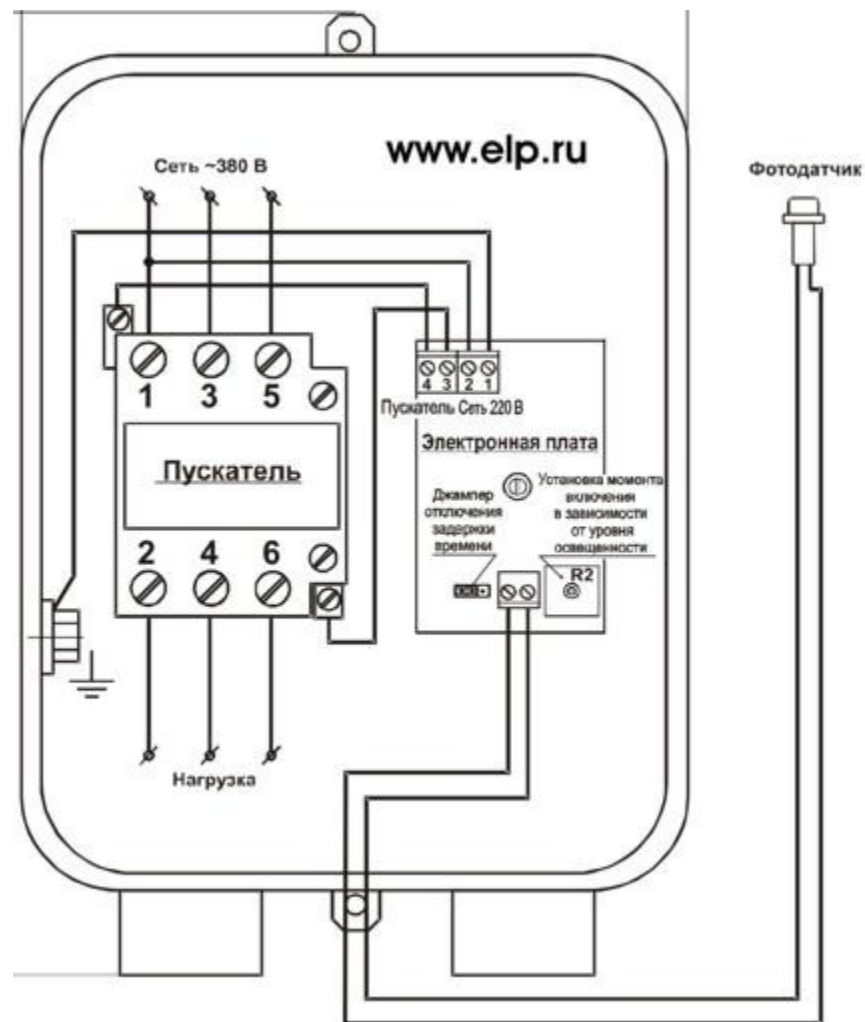 www.elp.ru
Сеть ~380 В
Фотодатчик
1 3 5
4 3 2 1
Пускатель Сеть 220 В
Электронная плата
Пускатель
Джампер
отключения
задержки
времени
Установка момента
включения
в зависимости
от уровня
освещенности
2 4 6
R2
Нагрузка